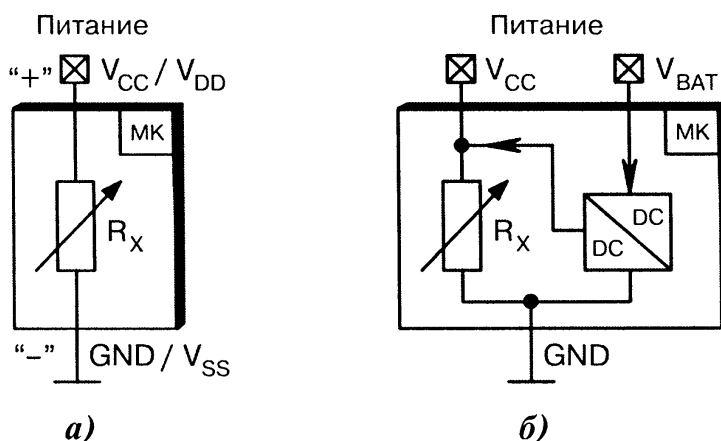 Питание
“+”
V_CC / V_DD
МК
R_X
“–”
GND / V_SS
а)
Питание
V_CC
V_BAT
МК
R_X
DC
DC
GND
б)